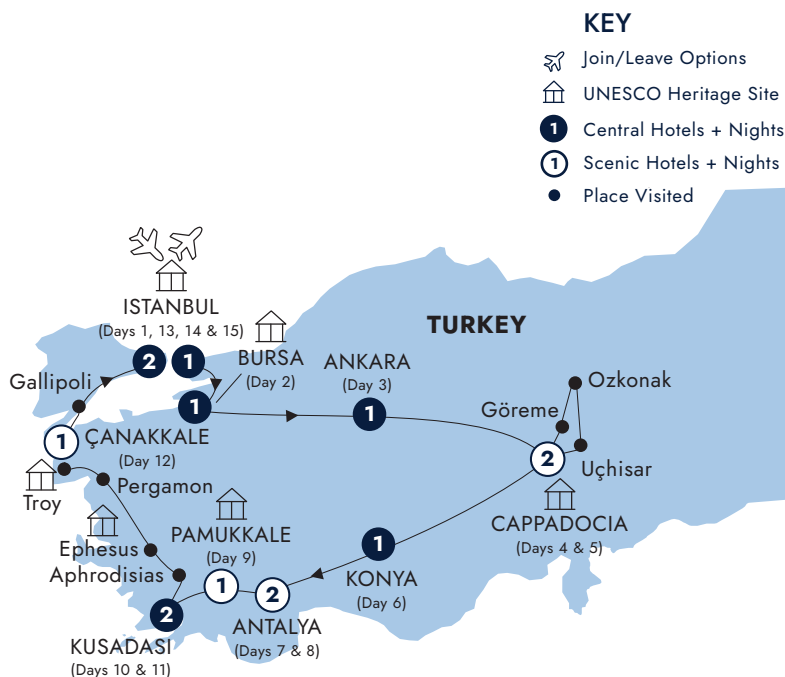 KEY
Join/Leave Options
UNESCO Heritage Site
1 Central Hotels + Nights
1 Scenic Hotels + Nights
Place Visited
ISTANBUL
(Days 1, 13, 14 & 15)
2
1
BURSA
(Day 2)
1
TURKEY
ANKARA
(Day 3)
1
Ozkonak
Göreme
Uçhisar
2
CAPPADOCIA
(Days 4 & 5)
Gallipoli
1
ÇANAKKALE
(Day 12)
Troy
Pergamon
Ephesus
Aphrodisias
PAMUKKALE
(Day 9)
1
2
ANTALYA
(Days 7 & 8)
1
KONYA
(Day 6)
2
KUSADASI
(Days 10 & 11)